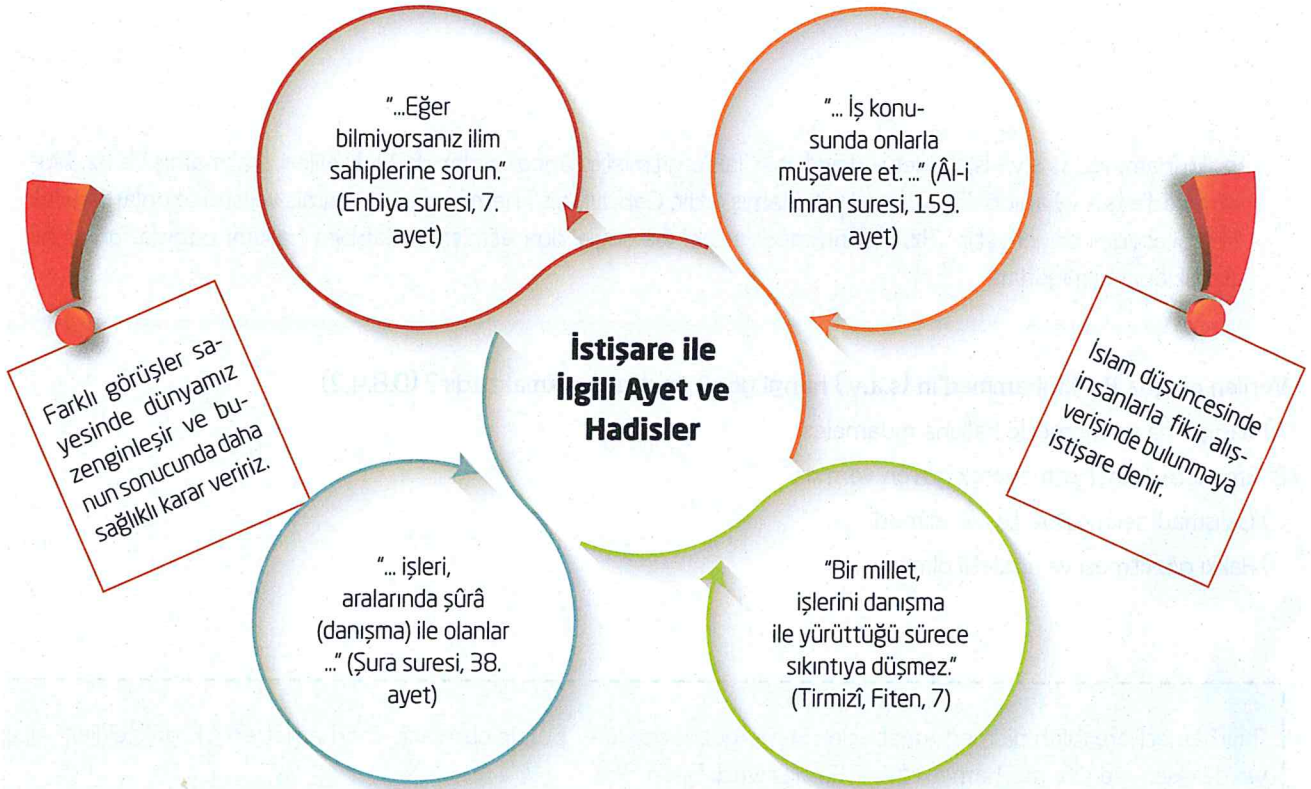 "...Eğer
bilmiyorsanız ilim
sahiplerine sorun."
(Enbiya suresi, 7.
ayet)
"... İş konu-
sunda onlarla
müşavere et. ..." (Âl-i
İmran suresi, 159.
ayet)
Farklı görüşler sa-
yesinde dünyamız
zenginleşir ve bu-
nun sonucunda daha
sağlıklı karar veririz.
İstişare ile
İlgili Ayet ve
Hadisler
İslam düşüncesinde
insanlarla fikir alış-
verişinde bulunmaya
istişare denir.
"... işleri,
aralarında şûrâ
(danışma) ile olanlar
..." (Şura suresi, 38.
ayet)
"Bir millet,
işlerini danışma
ile yürüttüğü sürece
sıkıntıya düşmez."
(Tirmizî, Fiten, 7)